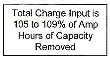 Total Charge Input is
105 to 109% of Amp
Hours of Capacity
Removed